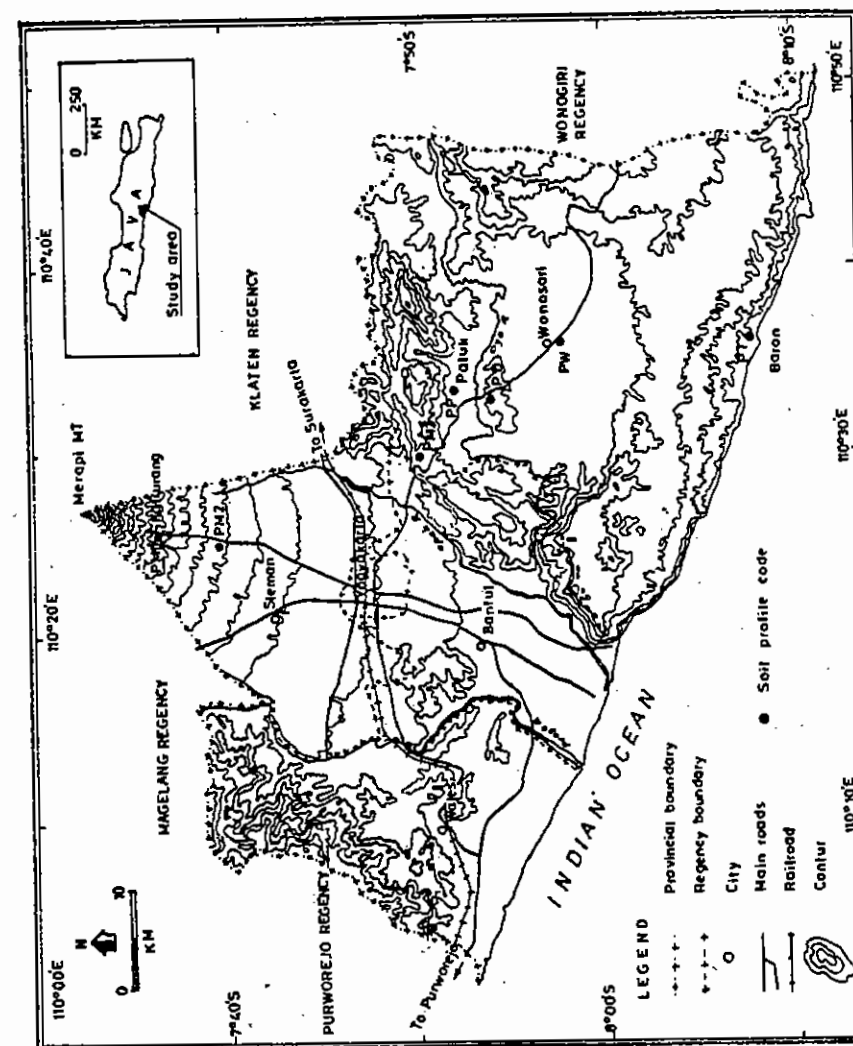 110°00'E
110°20'E
110°40'E
N
0 10
KM
MAGELANG REGENCY
Merapi MT
KLATEN REGENCY
0 250
KM
J A V A
Study area
7°40'S
PURWOREJO REGENCY
To Purworejo
Sleman
PM2
To Surakarta
Yogyakarta
Bantul
PP
Patuk
Wonosari
PW
WONOGIRI
REGENCY
7°50'S
Baron
INDIAN OCEAN
8°00'S
8°10'S
110°10'E
110°30'E
110°50'E
LEGEND
Provincial boundary
Regency boundary
City
Main roads
Railroad
Contur
Soil profile code